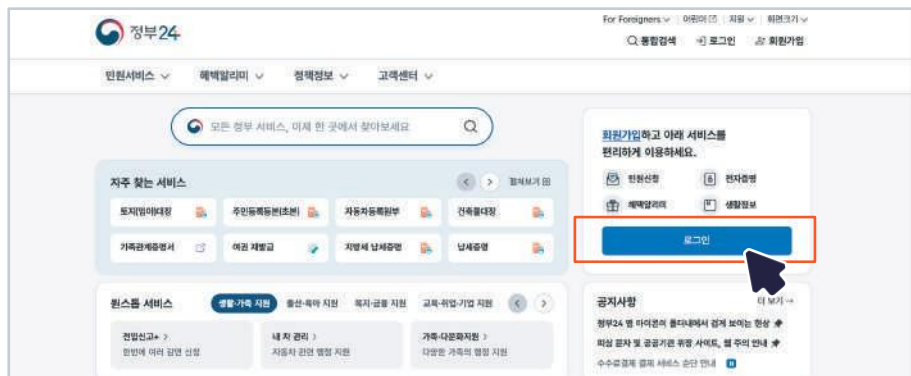 For Foreigners 어린이 지원 화면크기
정부24
통합검색 로그인 회원가입
민원서비스 혜택알리미 정책정보 고객센터
모든 정부 서비스, 이제 한 곳에서 찾아보세요
회원가입하고 아래 서비스를
편리하게 이용하세요.
민원신청 전자증명
혜택알리미 생활정보
로그인
자주 찾는 서비스 펼쳐보기
토지(임야)대장 주민등록등본(초본) 자동차등록원부 건축물대장
가족관계증명서 여권 재발급 지방세 납세증명 납세증명
원스톱 서비스 생활·가족 지원 출산·육아 지원 복지·금융 지원 교육·취업·기업 지원
전입신고+ 내 차 관리 가족·다문화지원
한번에 여러 감면 신청 자동차 관련 행정 지원 다양한 가족의 행정 지원
공지사항 더 보기
정부24 앱 아이콘이 폴더내에서 검게 보이는 현상
피싱 문자 및 공공기관 위장 사이트, 웹 주의 안내
수수료결제 결제 서비스 순단 안내